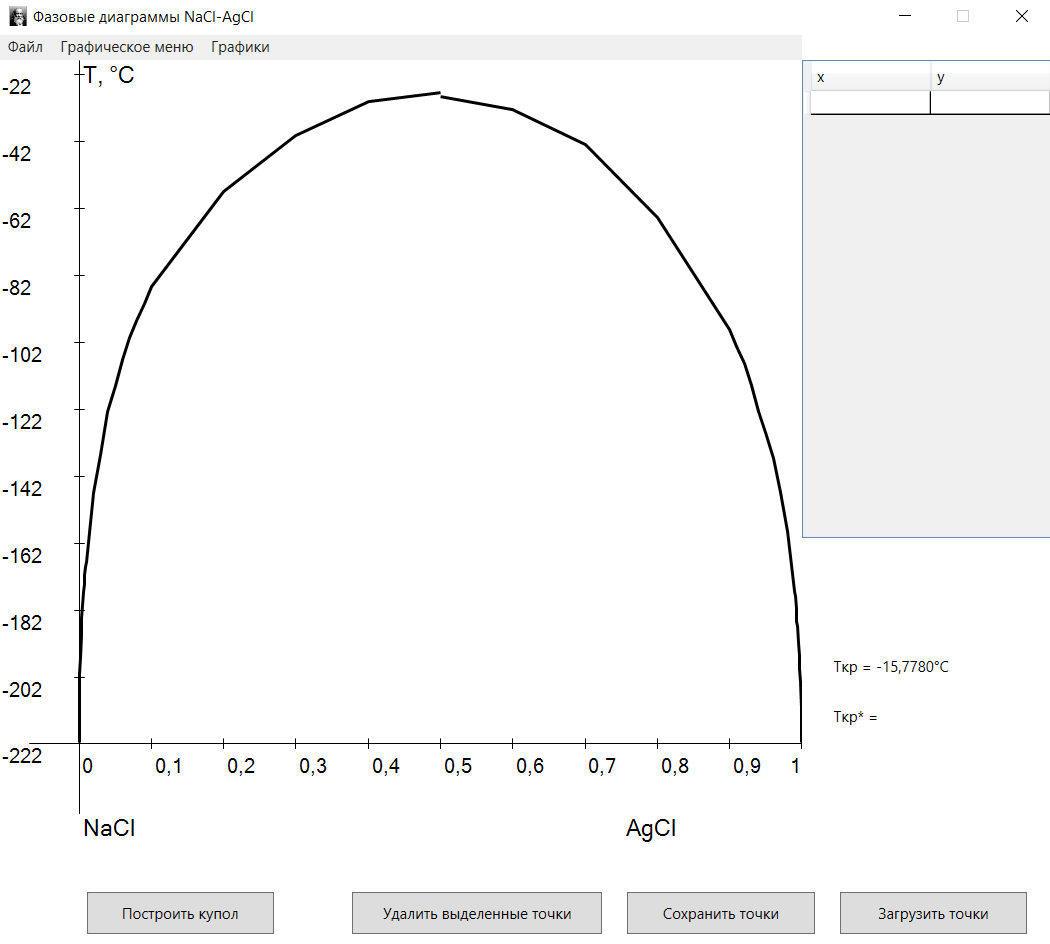 Фазовые диаграммы NaCl-AgCl
Файл Графическое меню Графики
T, °C
-22
-42
-62
-82
-102
-122
-142
-162
-182
-202
-222
0 0,1 0,2 0,3 0,4 0,5 0,6 0,7 0,8 0,9 1
NaCl AgCl
x y
Tкр = -15,7780°C
Tкр* =
Построить купол Удалить выделенные точки Сохранить точки Загрузить точки